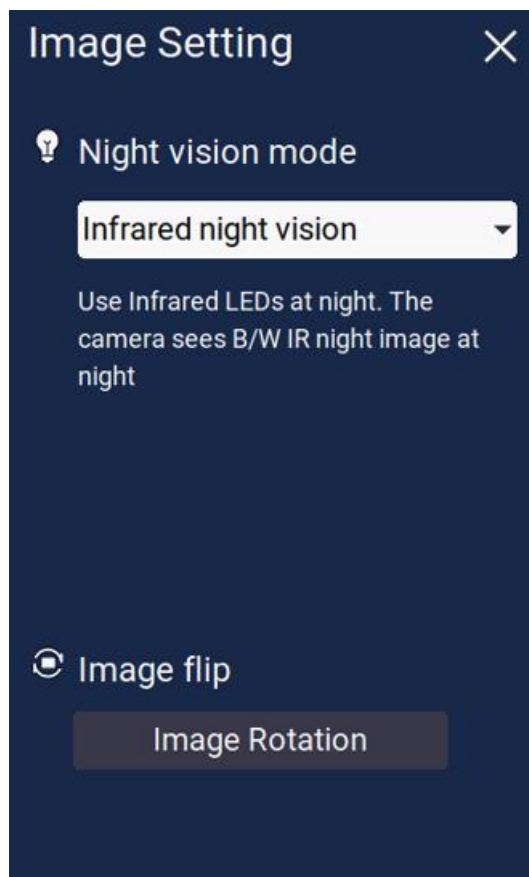 Image Setting
Night vision mode
Infrared night vision
Use Infrared LEDs at night. The
camera sees B/W IR night image at
night
Image flip
Image Rotation